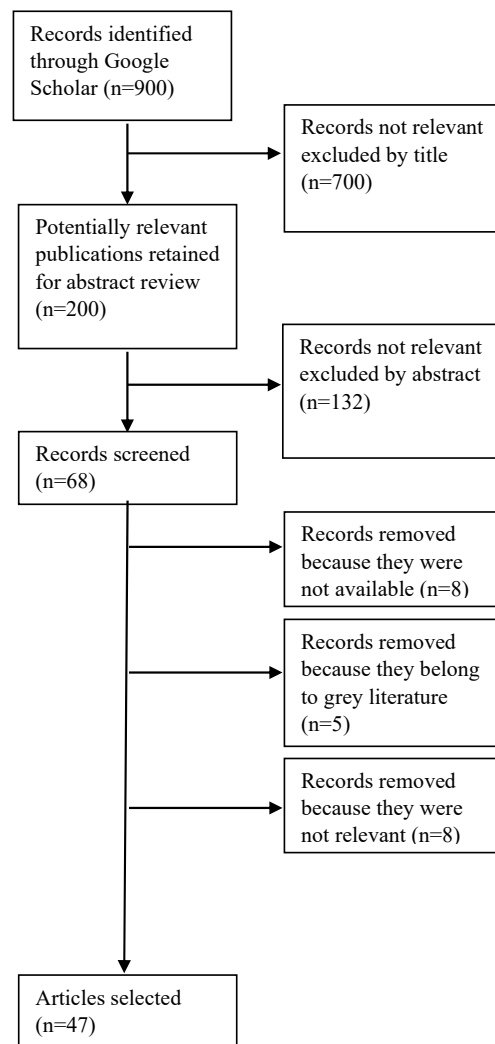 Records identified
through Google
Scholar (n=900)
Records not relevant
excluded by title
(n=700)
Potentially relevant
publications retained
for abstract review
(n=200)
Records not relevant
excluded by abstract
(n=132)
Records screened
(n=68)
Records removed
because they were
not available (n=8)
Records removed
because they belong
to grey literature
(n=5)
Records removed
because they were
not relevant (n=8)
Articles selected
(n=47)